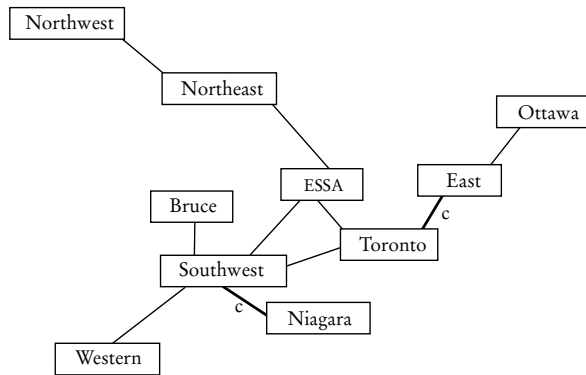 Northwest
Northeast
Ottawa
ESSA
East
Bruce
c
Toronto
Southwest
c
Niagara
Western